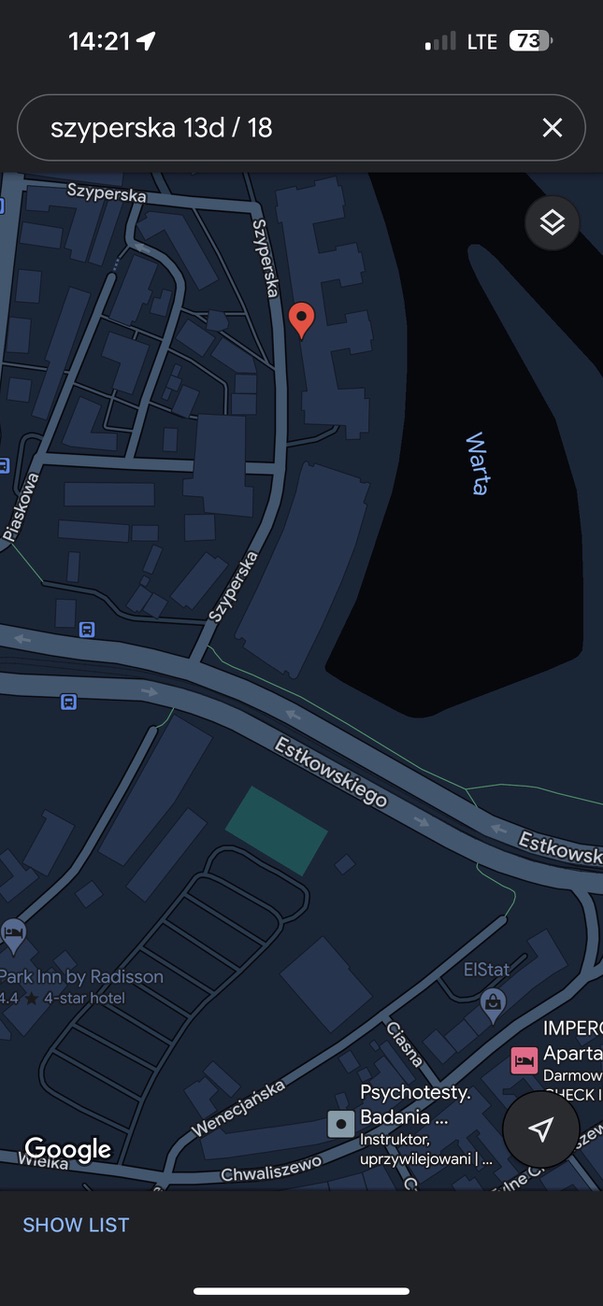 14:21
LTE 73
szyperska 13d / 18
Szyperska
Szyperska
Warta
Piaskowa
Szyperska
Estkowskiego
Estkowsk
Park Inn by Radisson
4.4 ★ 4-star hotel
ElStat
IMPERO
Aparta
Darmow
CHECK I
Ciasna
Psychotesty.
Badania ...
Instruktor,
uprzywilejowani | ...
Wenecjańska
Google
Wielka
Chwaliszewo
SHOW LIST